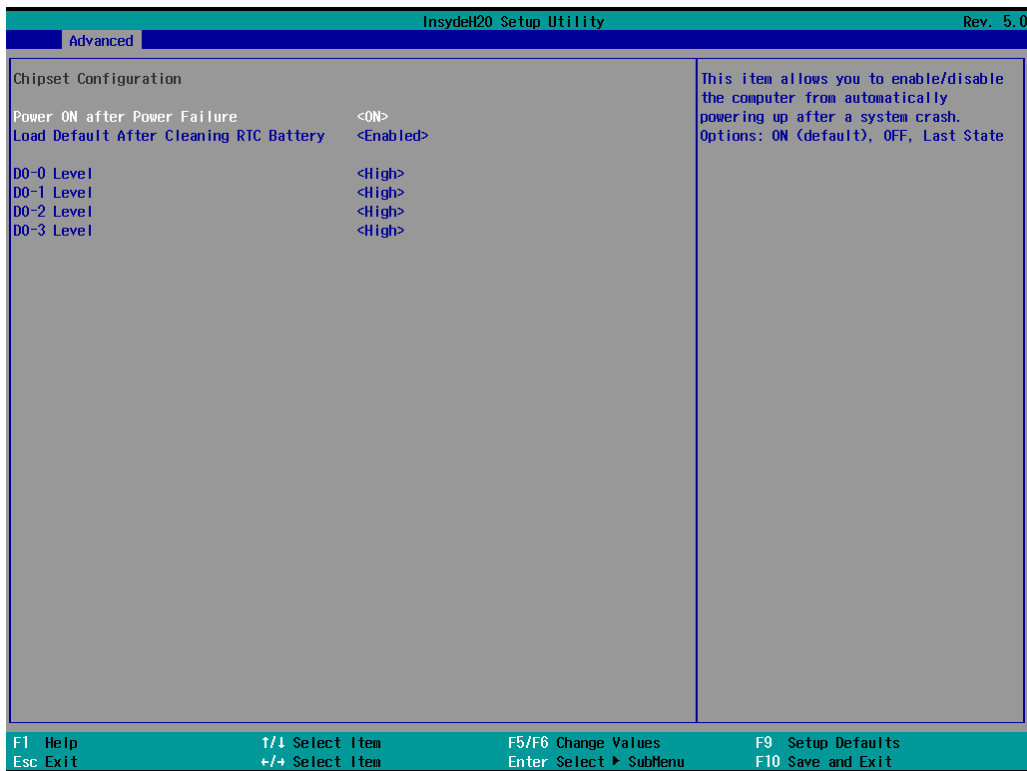 InsydeH2O Setup Utility Rev. 5.0
Advanced
Chipset Configuration
Power ON after Power Failure <ON>
Load Default After Cleaning RTC Battery <Enabled>
DO-0 Level <High>
DO-1 Level <High>
DO-2 Level <High>
DO-3 Level <High>
This item allows you to enable/disable
the computer from automatically
powering up after a system crash.
Options: ON (default), OFF, Last State
F1 Help ↑/↓ Select Item F5/F6 Change Values F9 Setup Defaults
Esc Exit ←/→ Select Item Enter Select ▶ SubMenu F10 Save and Exit